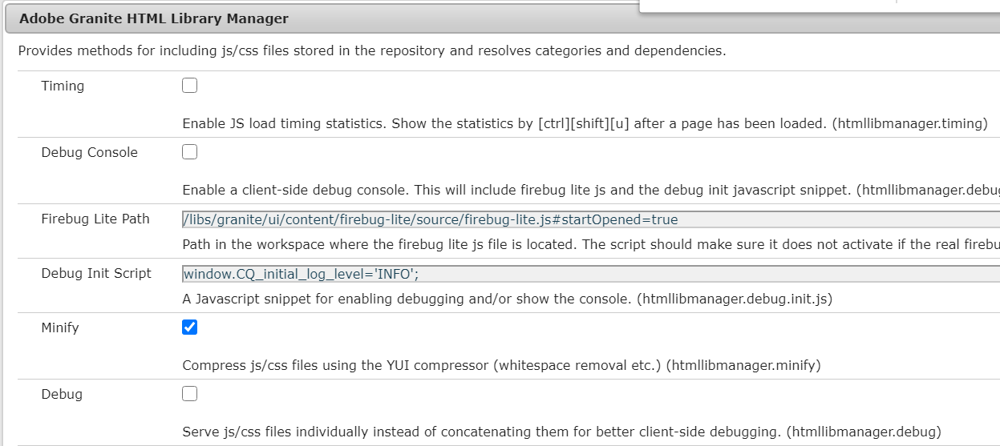 Adobe Granite HTML Library Manager
Provides methods for including js/css files stored in the repository and resolves categories and dependencies.
Timing
Enable JS load timing statistics. Show the statistics by [ctrl][shift][u] after a page has been loaded. (htmllibmanager.timing)
Debug Console
Enable a client-side debug console. This will include firebug lite js and the debug init javascript snippet. (htmllibmanager.debug
Firebug Lite Path
/libs/granite/ui/content/firebug-lite/source/firebug-lite.js#startOpened=true
Path in the workspace where the firebug lite js file is located. The script should make sure it does not activate if the real firebu
Debug Init Script
window.CQ_initial_log_level='INFO';
A Javascript snippet for enabling debugging and/or show the console. (htmllibmanager.debug.init.js)
Minify
Compress js/css files using the YUI compressor (whitespace removal etc.) (htmllibmanager.minify)
Debug
Serve js/css files individually instead of concatenating them for better client-side debugging. (htmllibmanager.debug)